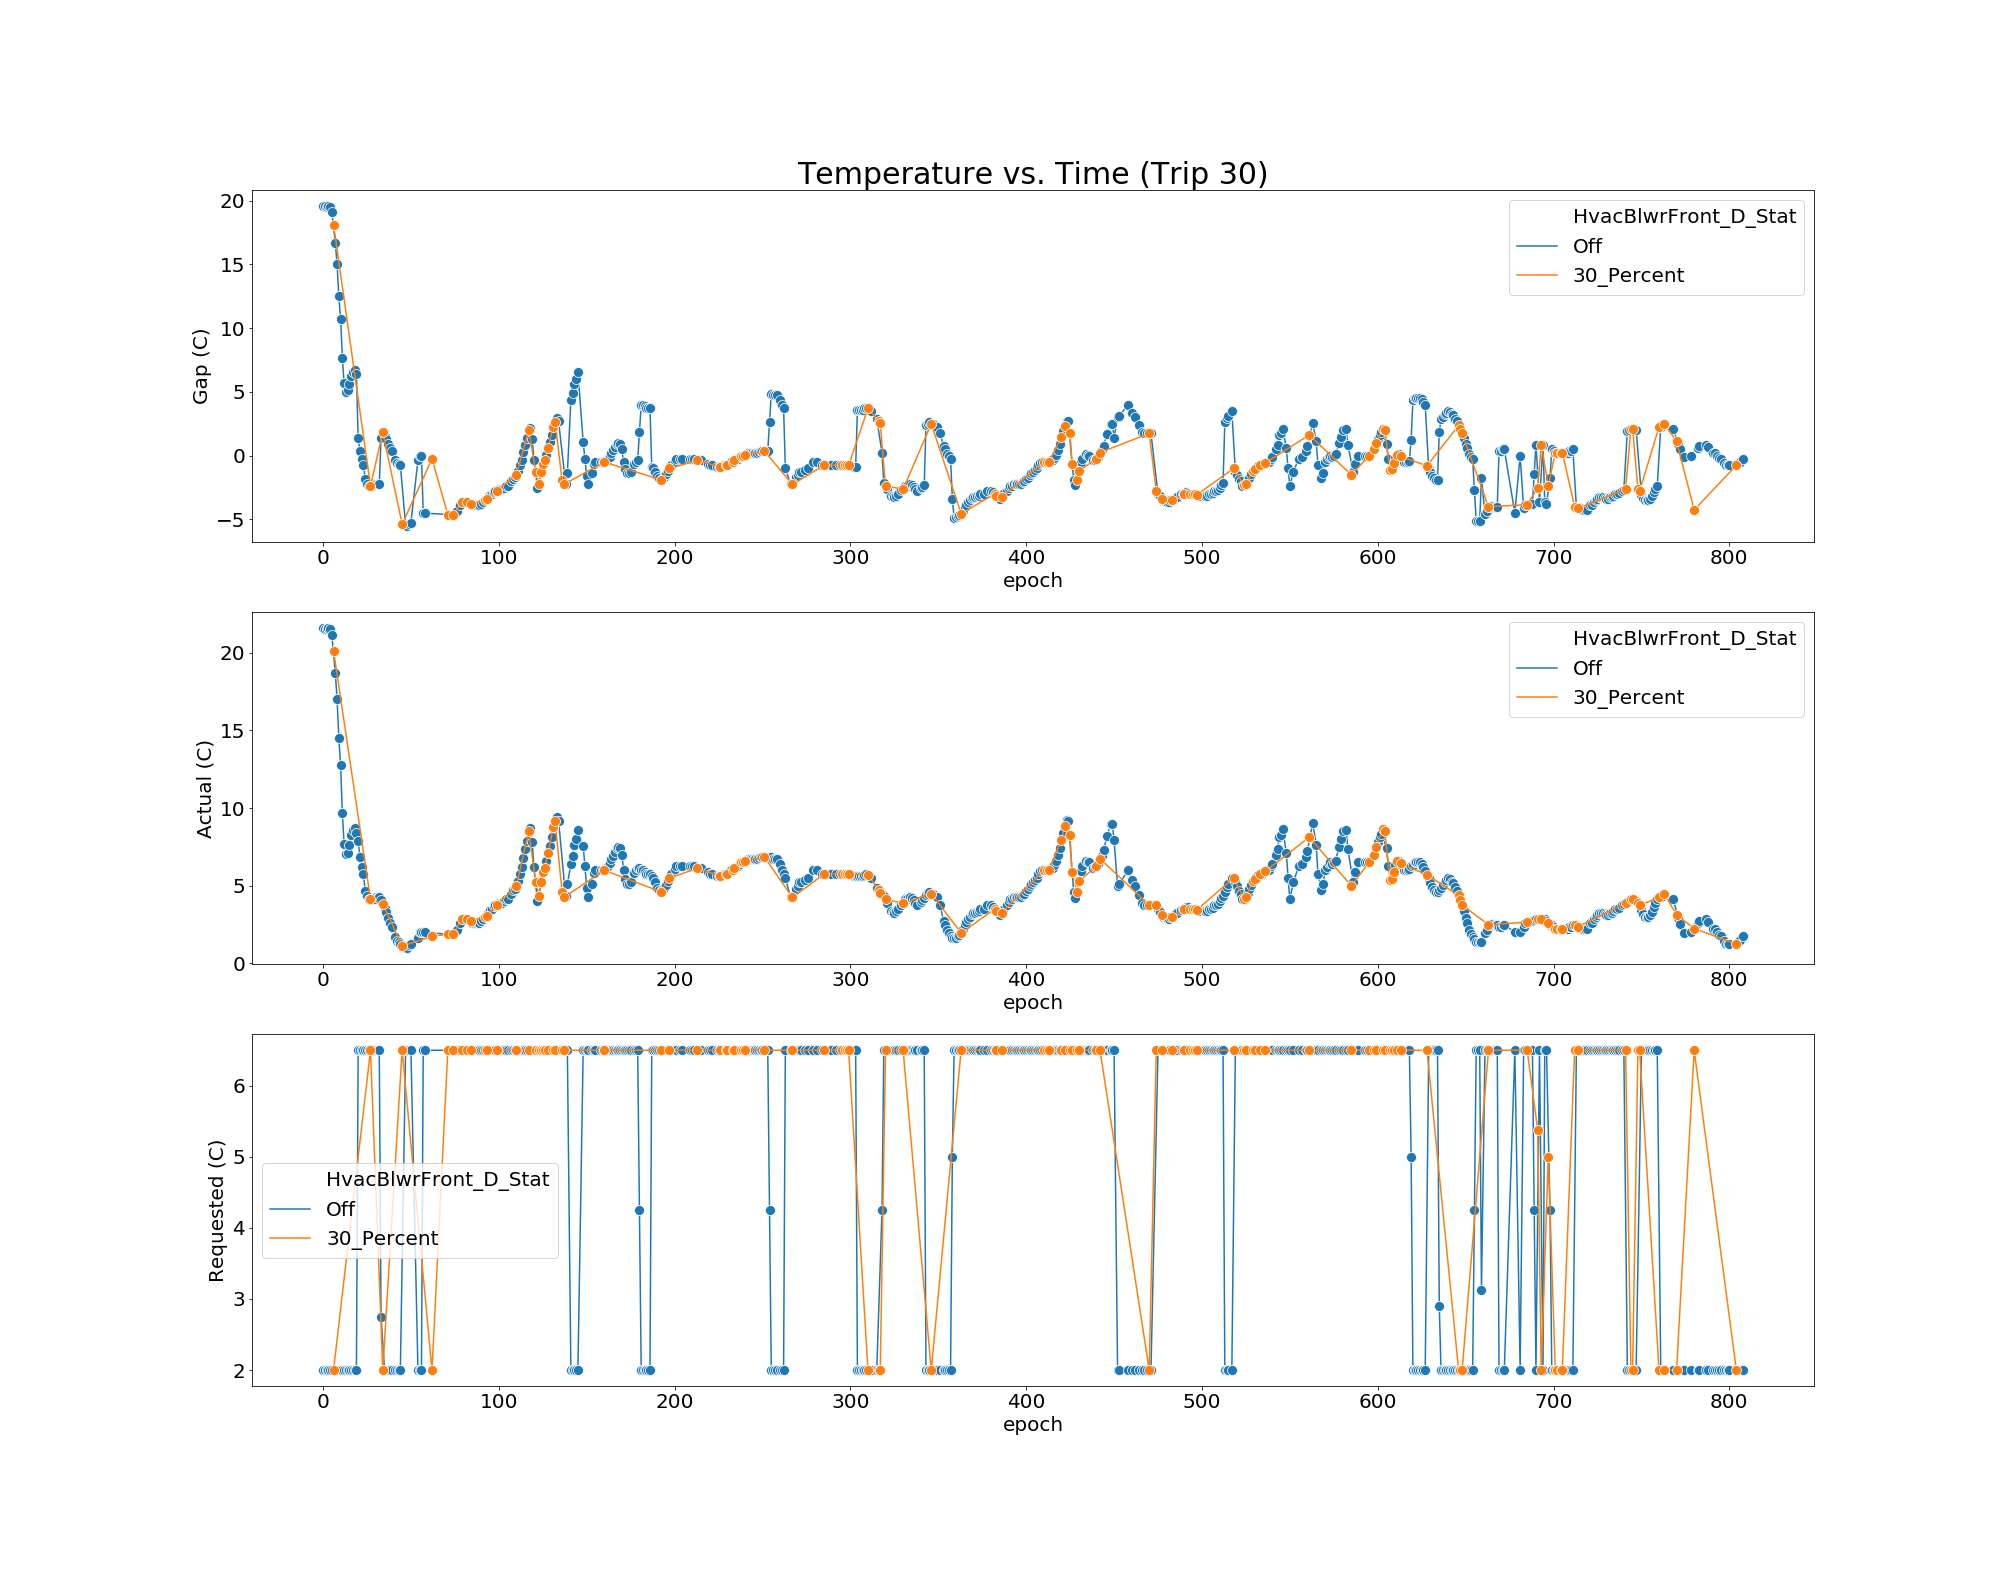 Temperature vs. Time (Trip 30)
20
15
10
5
0
−5
Gap (C)
HvacBlwrFront_D_Stat
Off
30_Percent
0 100 200 300 400 500 600 700 800
epoch
20
15
10
5
0
Actual (C)
HvacBlwrFront_D_Stat
Off
30_Percent
0 100 200 300 400 500 600 700 800
epoch
6
5
4
3
2
Requested (C)
HvacBlwrFront_D_Stat
Off
30_Percent
0 100 200 300 400 500 600 700 800
epoch